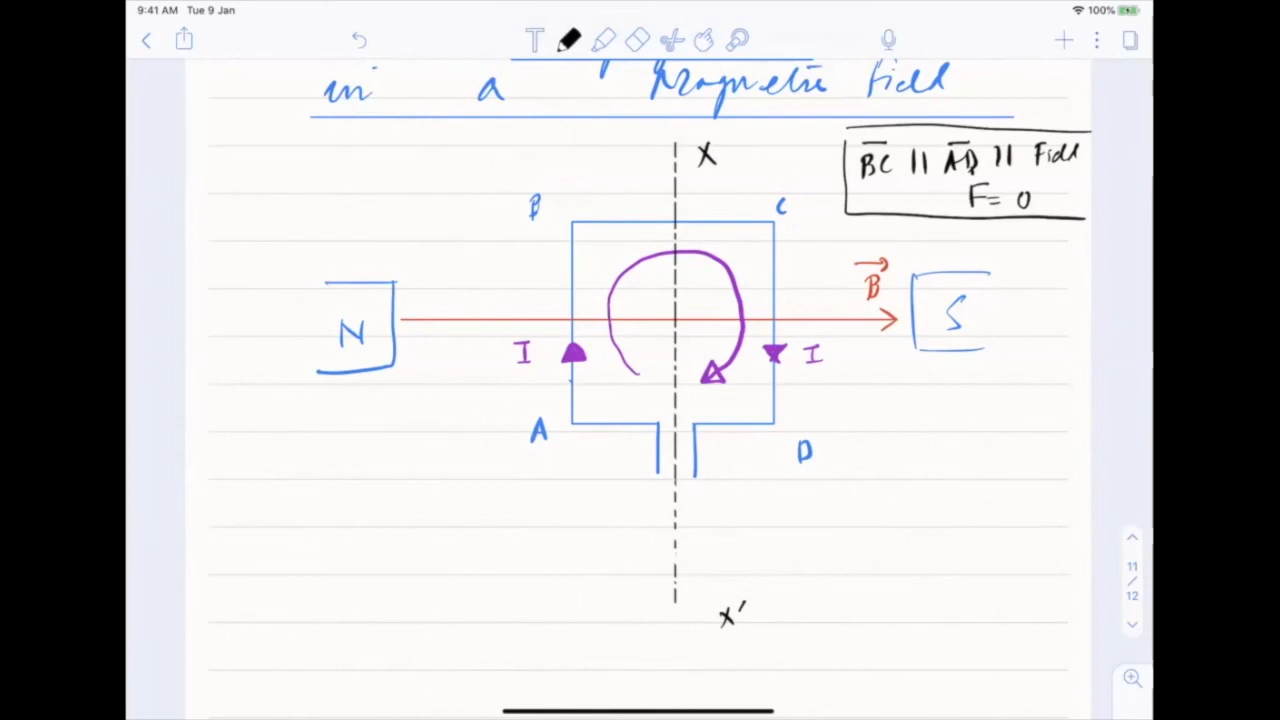 9:41 AM Tue 9 Jan
100%
T
in a Magnetic Field
X
BC || AD || Field
F= 0
B
C
B
N
S
I
I
A
D
X'
11
/
12